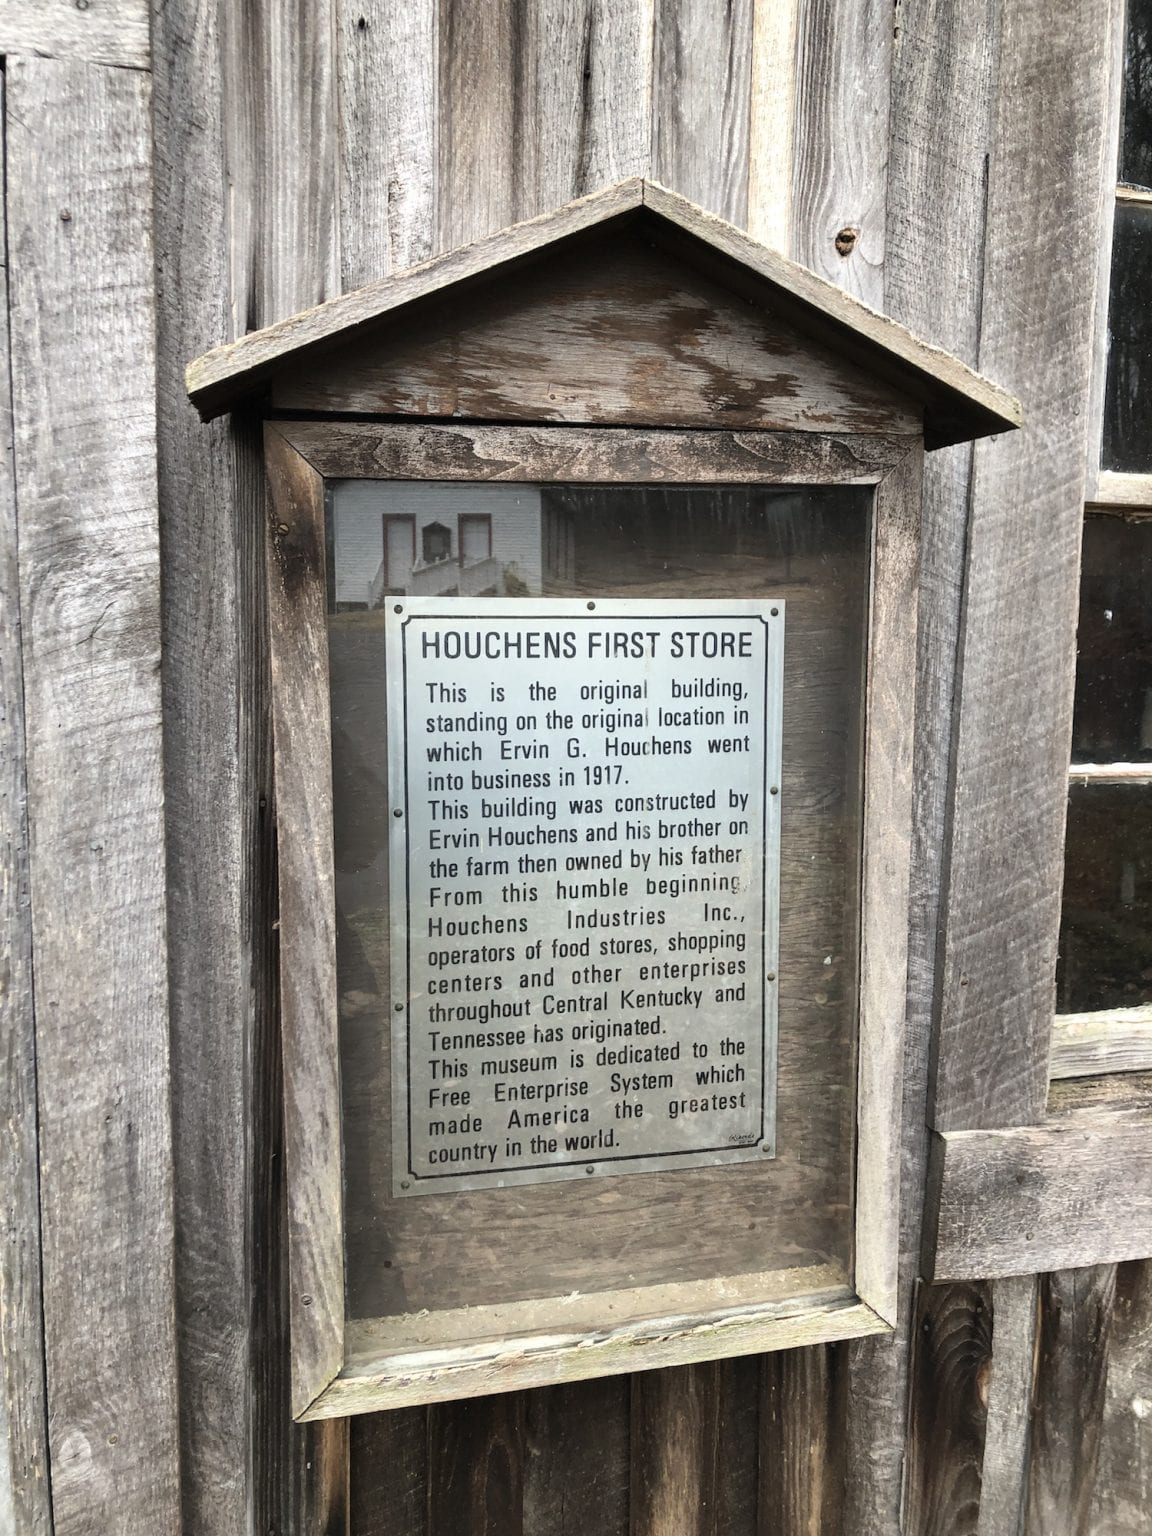 HOUCHENS FIRST STORE
This is the original building,
standing on the original location in
which Ervin G. Houchens went
into business in 1917.
This building was constructed by
Ervin Houchens and his brother on
the farm then owned by his father
From this humble beginning,
Houchens Industries Inc.,
operators of food stores, shopping
centers and other enterprises
throughout Central Kentucky and
Tennessee has originated.
This museum is dedicated to the
Free Enterprise System which
made America the greatest
country in the world.